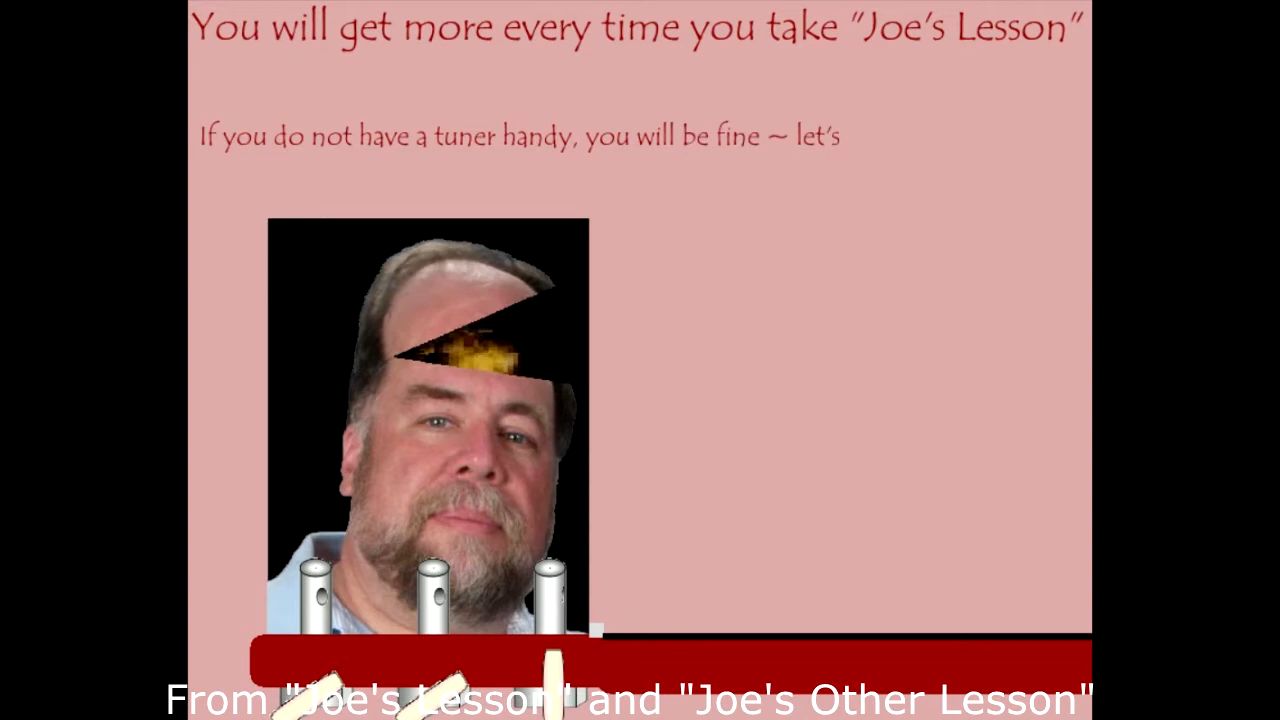 You will get more every time you take "Joe's Lesson"
If you do not have a tuner handy, you will be fine ~ let's
From "Joe's Lesson" and "Joe's Other Lesson"